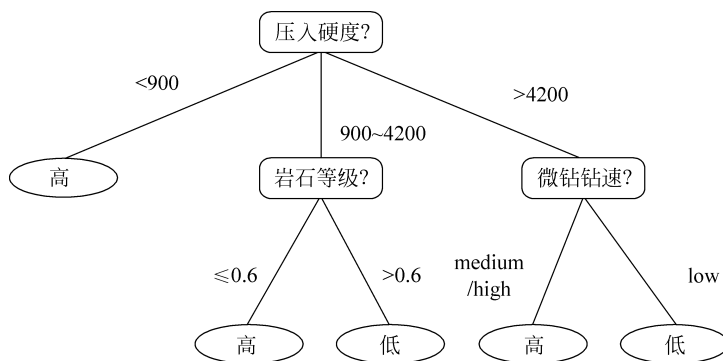 压入硬度?
<900
900~4200
>4200
高
岩石等级?
微钻钻速?
≤0.6
>0.6
medium
/high
low
高
低
高
低